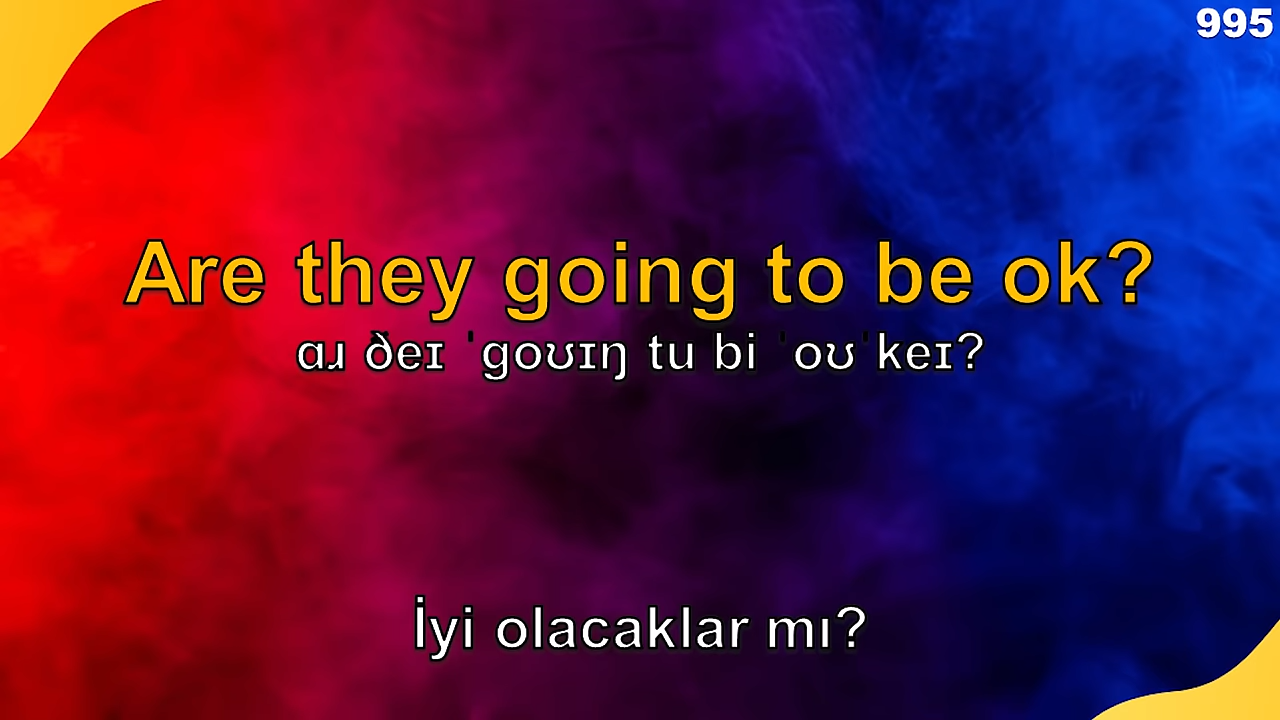 995
Are they going to be ok?
ɑɹ ðeɪ ˈɡoʊɪŋ tu bi ˈoʊˈkeɪ?
İyi olacaklar mı?